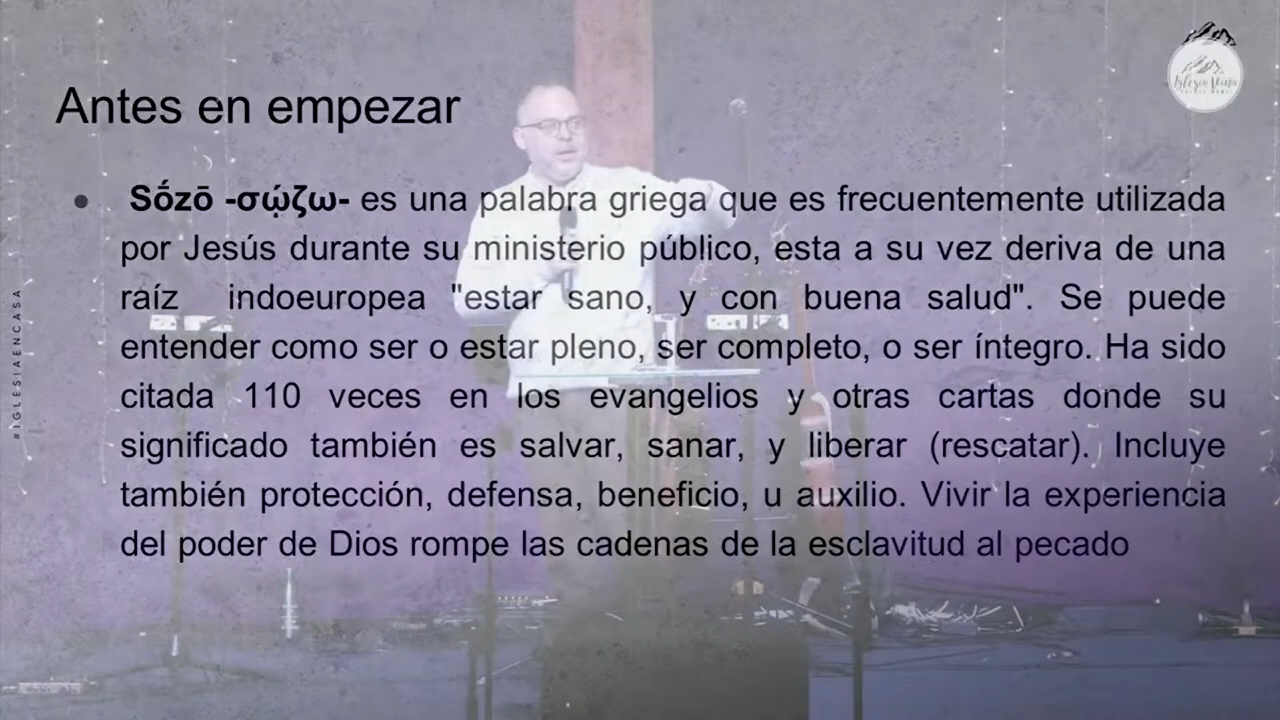 Antes en empezar
● Sṓzō -σῴζω- es una palabra griega que es frecuentemente utilizada
por Jesús durante su ministerio público, esta a su vez deriva de una
raíz indoeuropea "estar sano, y con buena salud". Se puede
entender como ser o estar pleno, ser completo, o ser íntegro. Ha sido
citada 110 veces en los evangelios y otras cartas donde su
significado también es salvar, sanar, y liberar (rescatar). Incluye
también protección, defensa, beneficio, u auxilio. Vivir la experiencia
del poder de Dios rompe las cadenas de la esclavitud al pecado
#IGLESIAENCASA